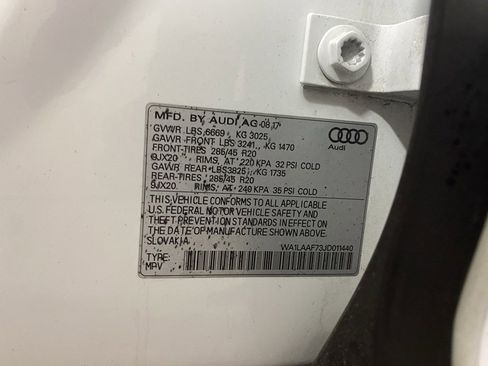 MFD. BY AUDI AG 08.17
GVWR LBS 6669 KG 3025
GAWR-FRONT LBS 3241 KG 1470
FRONT-TIRES 285/45 R20
9JX20 RIMS, AT 220 KPA 32 PSI COLD
GAWR-REAR LBS3825 KG 1735
REAR-TIRES 285/45 R20
9JX20 RIMS, AT 240 KPA 35 PSI COLD
Audi
THIS VEHICLE CONFORMS TO ALL APPLICABLE
U.S. FEDERAL MOTOR VEHICLE SAFETY AND
THEFT PREVENTION STANDARDS IN EFFECT ON
THE DATE OF MANUFACTURE SHOWN ABOVE
SLOVAKIA WA1LAAF73JD011440
TYPE:
MPV